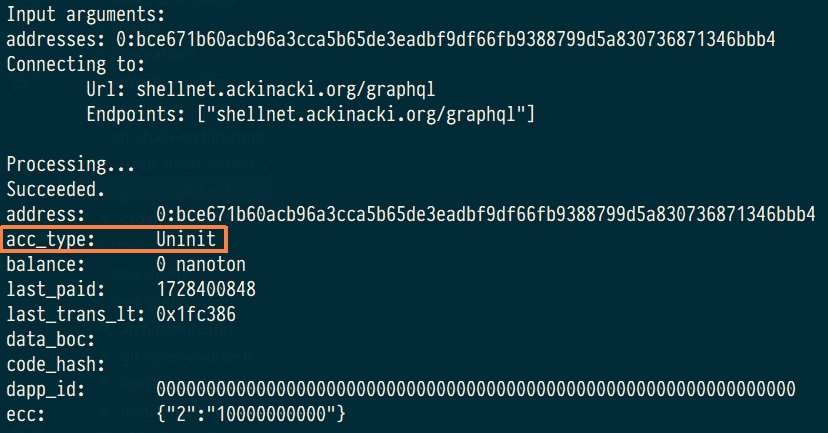 Input arguments:
addresses: 0:bce671b60acb96a3cca5b65de3eadbf9df66fb9388799d5a830736871346bbb4
Connecting to:
Url: shellnet.ackinacki.org/graphql
Endpoints: ["shellnet.ackinacki.org/graphql"]
Processing...
Succeeded.
address: 0:bce671b60acb96a3cca5b65de3eadbf9df66fb9388799d5a830736871346bbb4
acc_type: Uninit
balance: 0 nanoton
last_paid: 1728400848
last_trans_lt: 0x1fc386
data_boc:
code_hash:
dapp_id: 0000000000000000000000000000000000000000000000000000000000000000
ecc: {"2":"10000000000"}